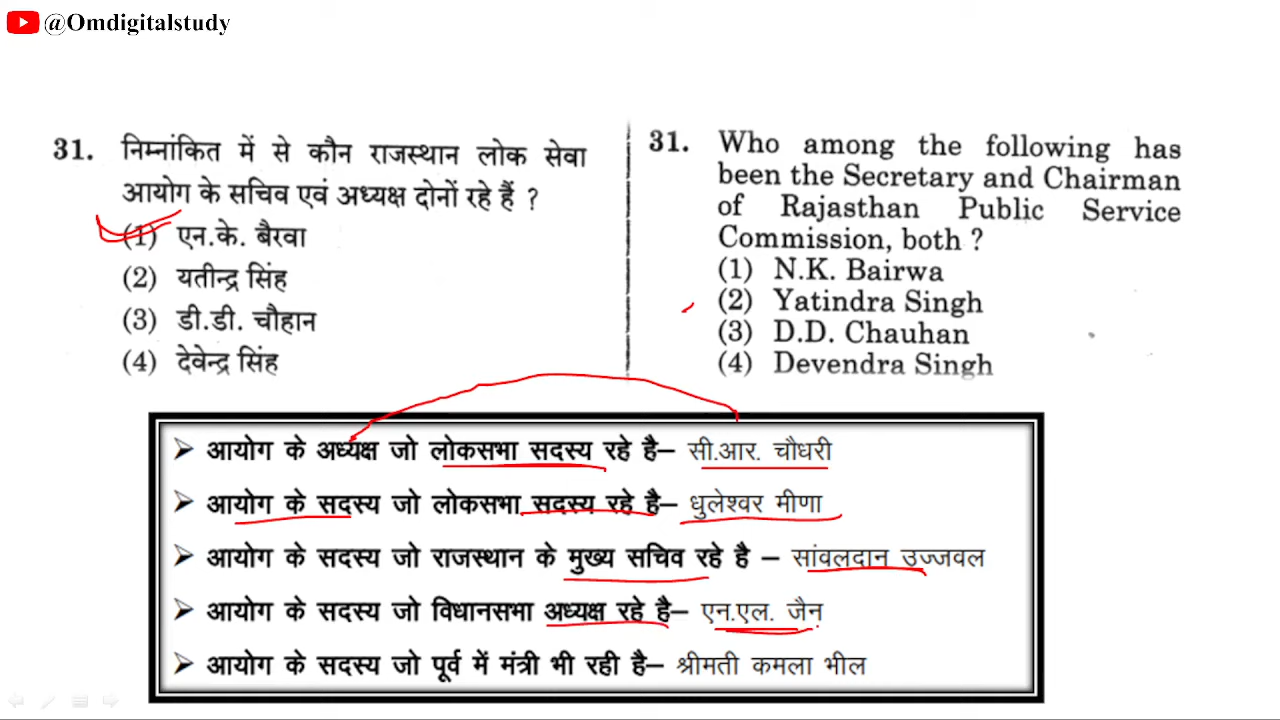 @Omdigitalstudy
31. निम्नांकित में से कौन राजस्थान लोक सेवा
आयोग के सचिव एवं अध्यक्ष दोनों रहे हैं ?
(1) एन.के. बैरवा
(2) यतीन्द्र सिंह
(3) डी.डी. चौहान
(4) देवेन्द्र सिंह
31. Who among the following has
been the Secretary and Chairman
of Rajasthan Public Service
Commission, both ?
(1) N.K. Bairwa
(2) Yatindra Singh
(3) D.D. Chauhan
(4) Devendra Singh
➢ आयोग के अध्यक्ष जो लोकसभा सदस्य रहे है– सी.आर. चौधरी
➢ आयोग के सदस्य जो लोकसभा सदस्य रहे है– धुलेश्वर मीणा
➢ आयोग के सदस्य जो राजस्थान के मुख्य सचिव रहे है – सांवलदान उज्जवल
➢ आयोग के सदस्य जो विधानसभा अध्यक्ष रहे है– एन.एल. जैन
➢ आयोग के सदस्य जो पूर्व में मंत्री भी रही है– श्रीमती कमला भील